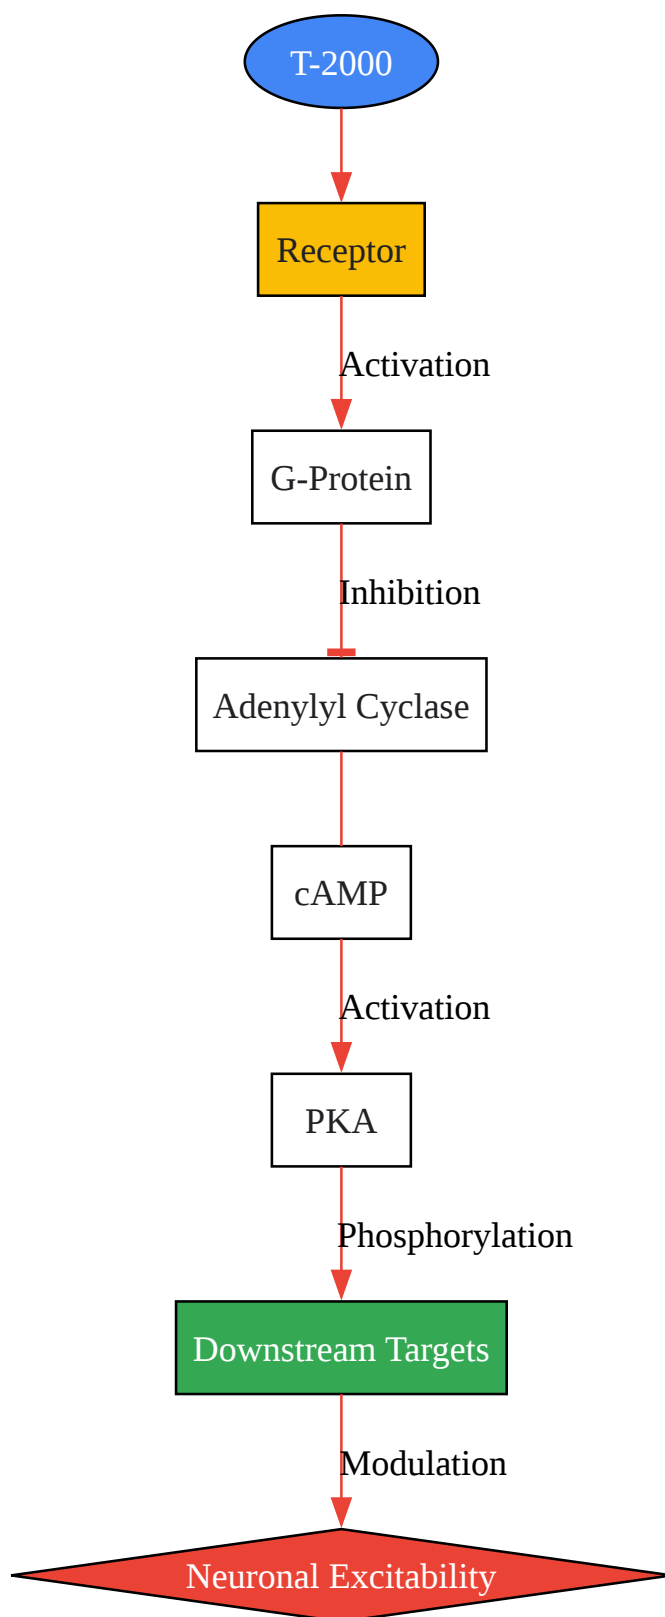 T-2000
Receptor
Activation
G-Protein
Inhibition
Adenylyl Cyclase
cAMP
Activation
PKA
Phosphorylation
Downstream Targets
Modulation
Neuronal Excitability